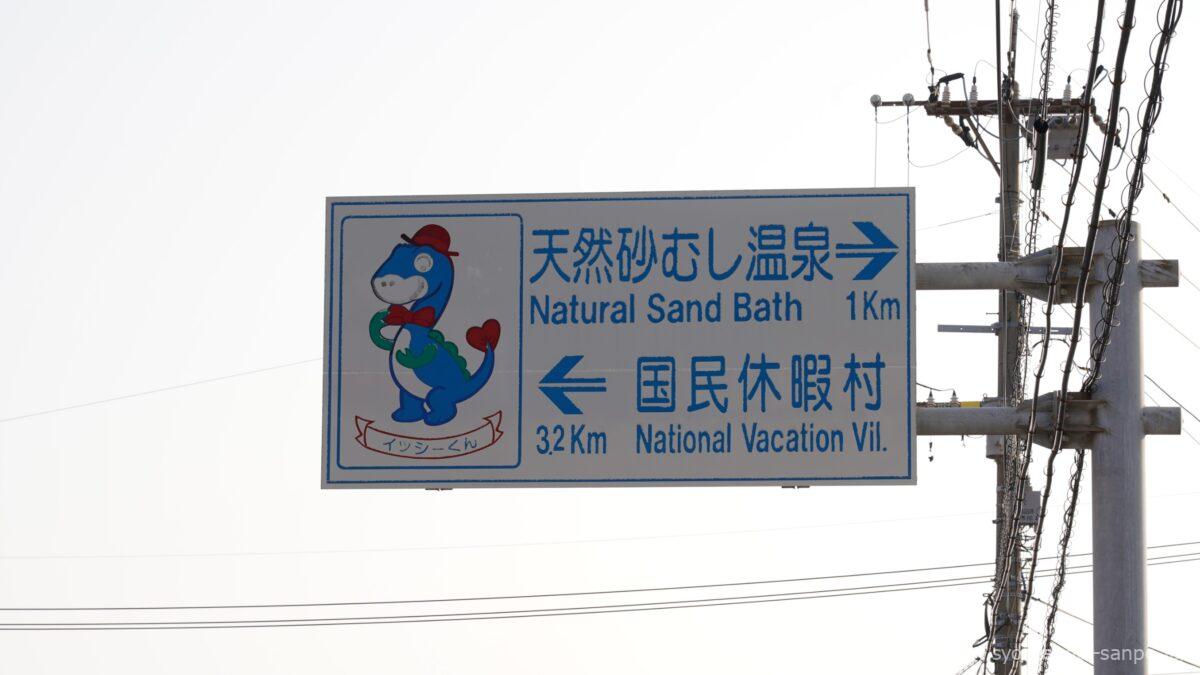 天然砂むし温泉→
Natural Sand Bath 1Km
← 国民休暇村
3.2Km National Vacation Vil.
イッシーくん